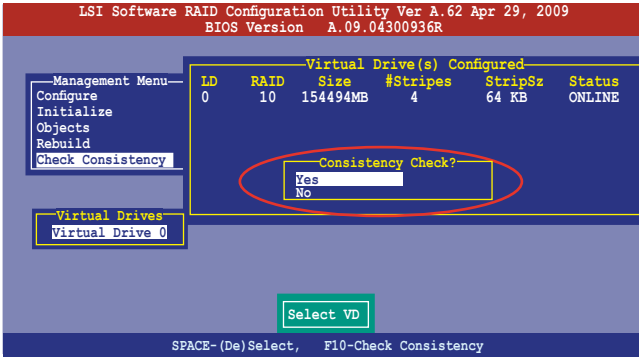 LSI Software RAID Configuration Utility Ver A.62 Apr 29, 2009
BIOS Version A.09.04300936R
Virtual Drive(s) Configured
LD RAID Size #Stripes StripSz Status
0 10 154494MB 4 64 KB ONLINE
Management Menu
Configure
Initialize
Objects
Rebuild
Check Consistency
Consistency Check?
Yes
No
Virtual Drives
Virtual Drive 0
Select VD
SPACE-(De)Select, F10-Check Consistency